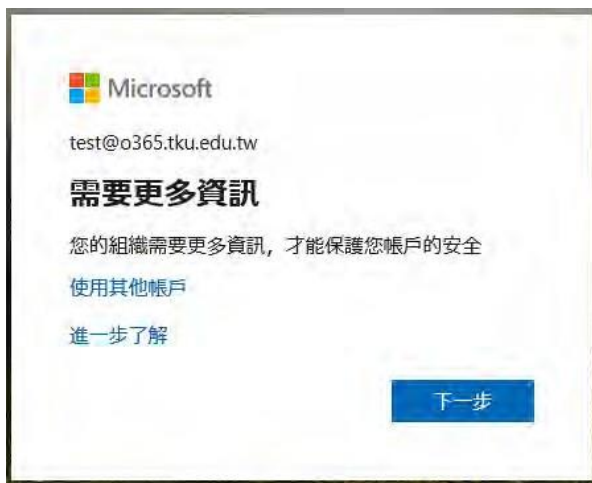 Microsoft
test@o365.tku.edu.tw
需要更多資訊
您的組織需要更多資訊，才能保護您帳戶的安全
使用其他帳戶
進一步了解
下一步